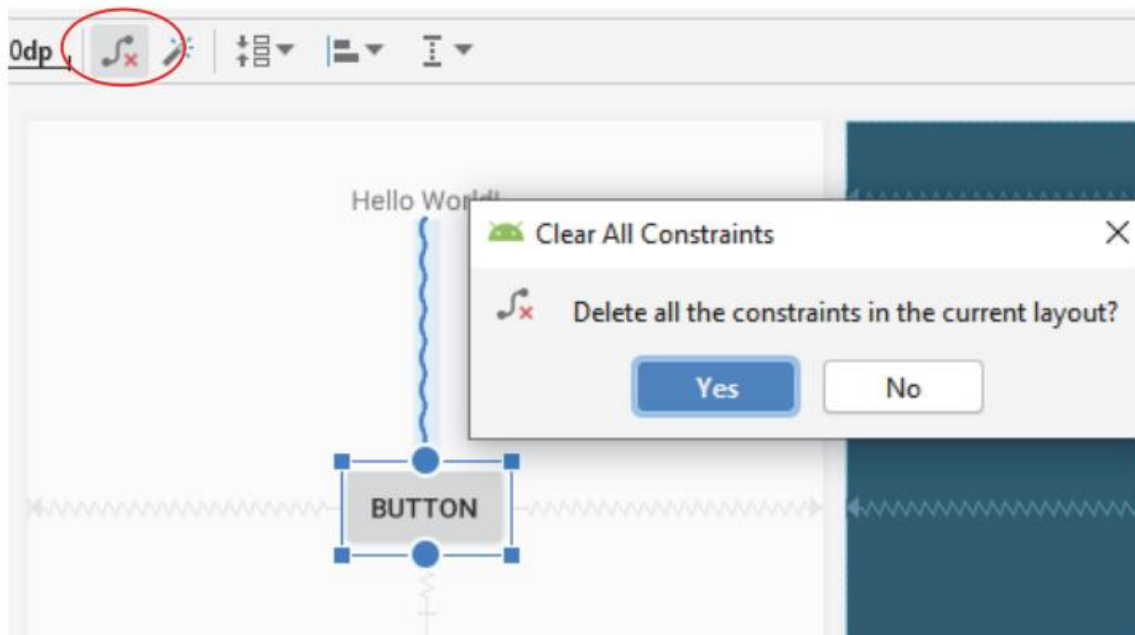 0dp
Hello World!
Clear All Constraints
Delete all the constraints in the current layout?
Yes
No
BUTTON